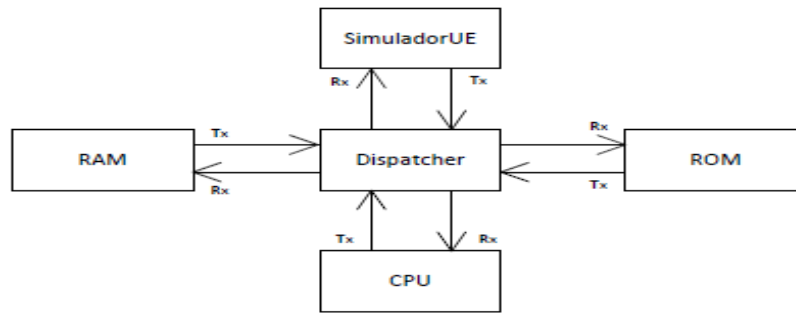 SimuladorUE
Rx
Tx
Tx
Rx
RAM
Dispatcher
ROM
Rx
Tx
Tx
Rx
CPU